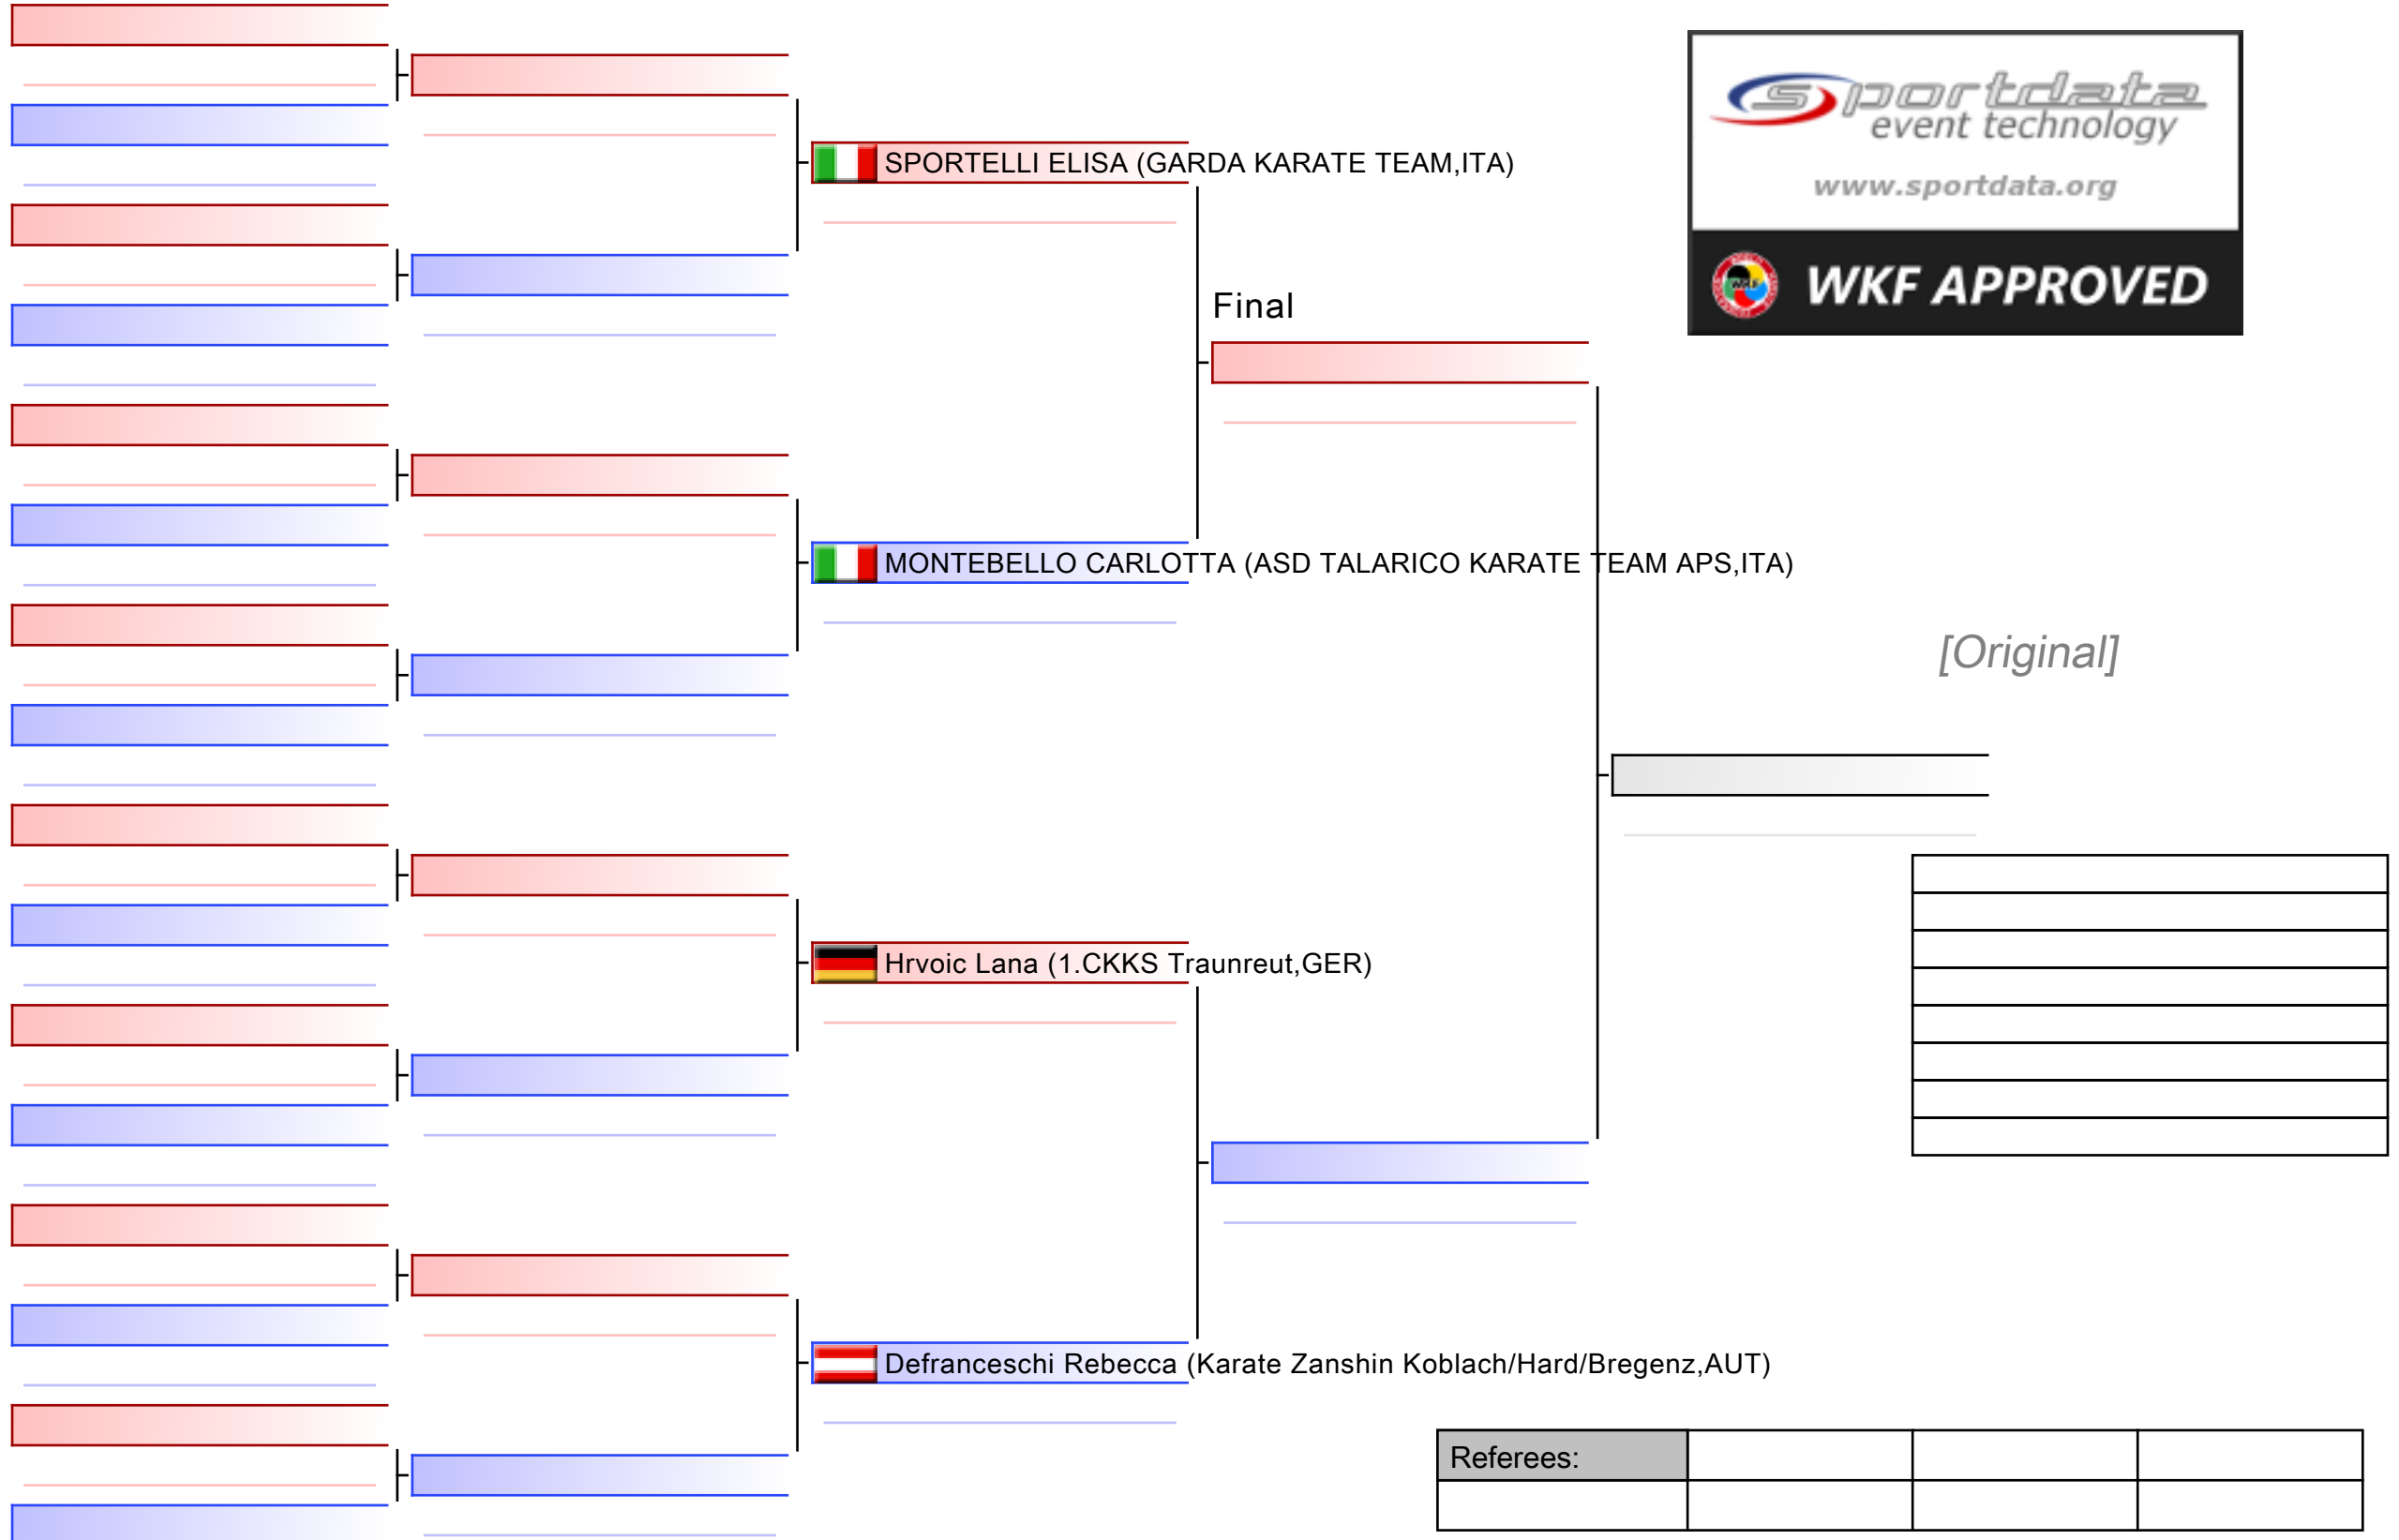 sportdata
event technology
www.sportdata.org
WKF APPROVED
SPORTELLI ELISA (GARDA KARATE TEAM,ITA)
Final
MONTEBELLO CARLOTTA (ASD TALARICO KARATE TEAM APS,ITA)
[Original]
Hrvoic Lana (1.CKKS Traunreut,GER)
Defranceschi Rebecca (Karate Zanshin Koblach/Hard/Bregenz,AUT)
Referees: